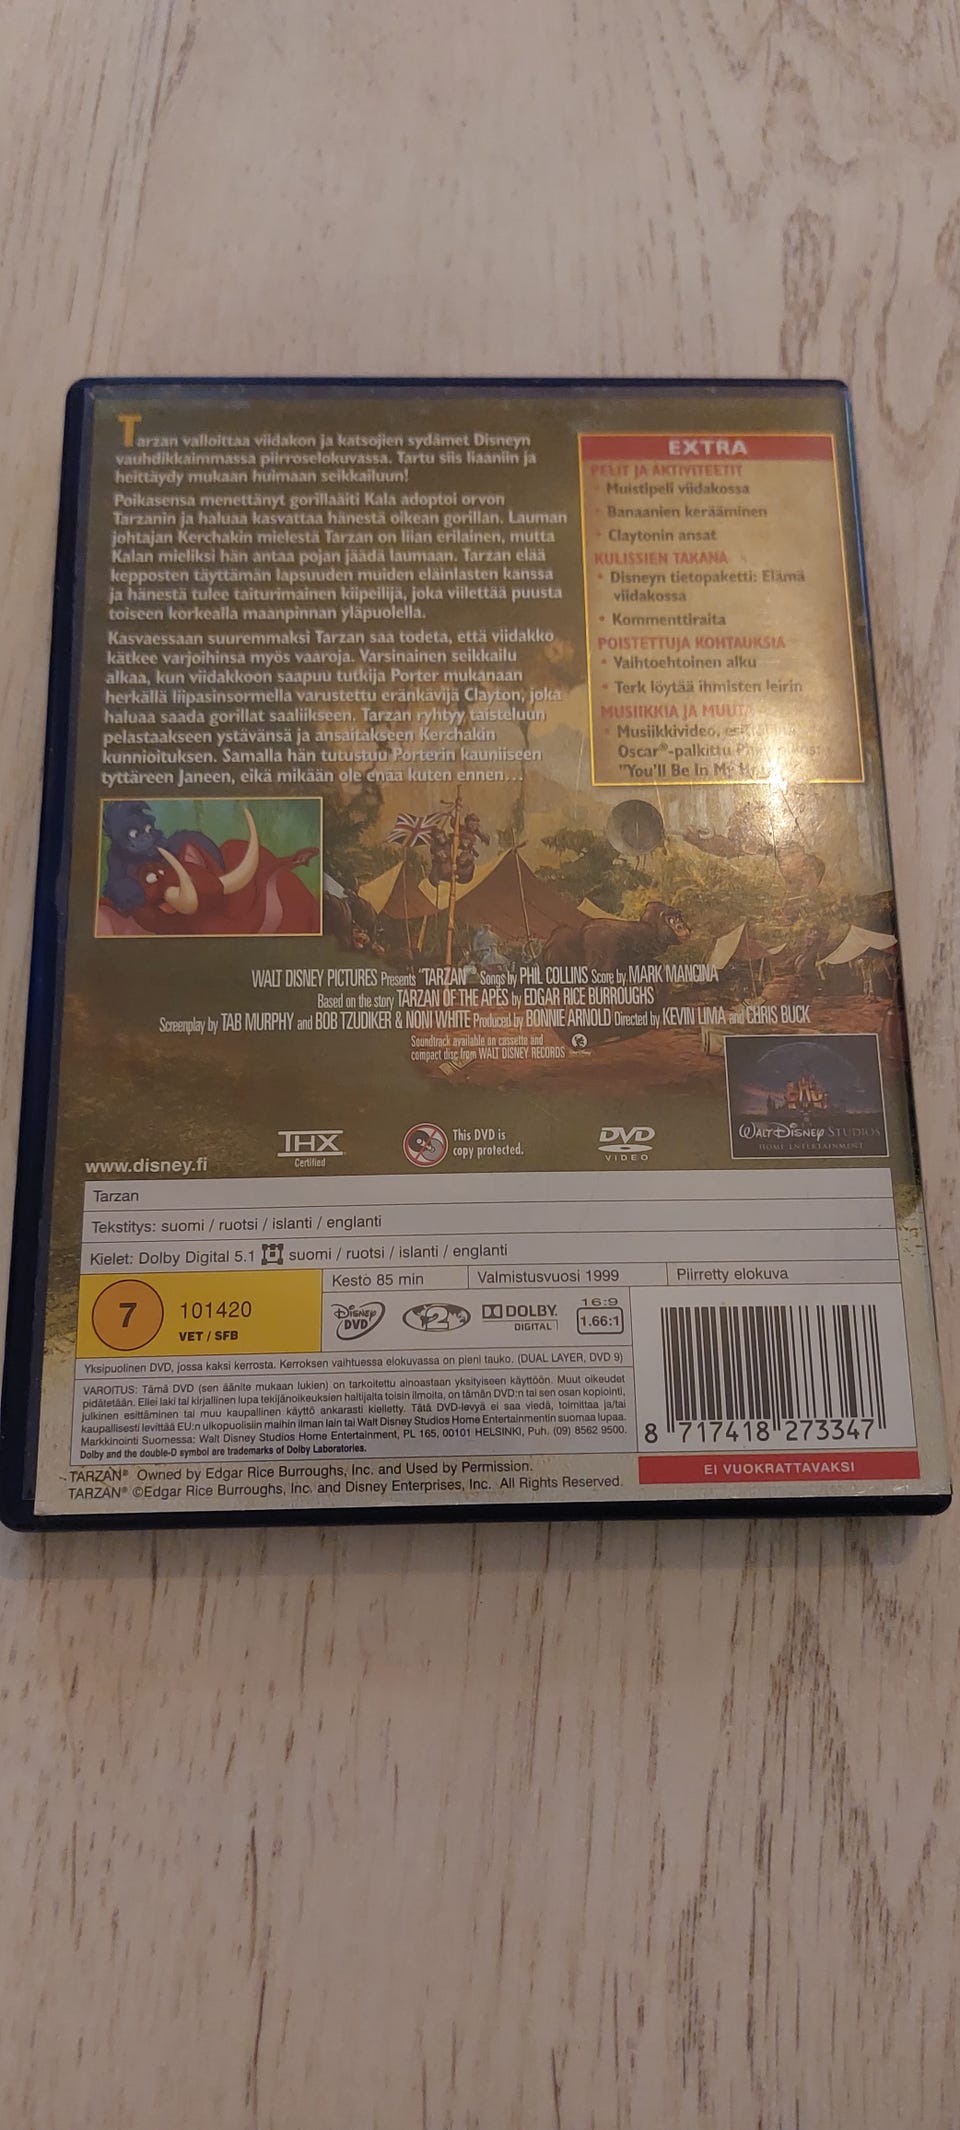 Tarzan valloittaa viidakon ja katsojien sydämet Disneyn
vauhdikkaimmassa piirroselokuvassa. Tartu siis liaaniin ja
heittäydy mukaan huimaan seikkailuun!
Poikasensa menettänyt gorillaäiti Kala adoptoi orvon
Tarzanin ja haluaa kasvattaa hänestä oikean gorillan. Lauman
johtajan Kerchakin mielestä Tarzan on liian erilainen, mutta
Kalan mieliksi hän antaa pojan jäädä laumaan. Tarzan elää
kepposten täyttämän lapsuuden muiden eläinlasten kanssa
ja hänestä tulee taiturimainen kiipeilijä, joka viilettää puusta
toiseen korkealla maanpinnan yläpuolella.
Kasvaessaan suuremmaksi Tarzan saa todeta, että viidakko
kätkee varjoihinsa myös vaaroja. Varsinainen seikkailu
alkaa, kun viidakkoon saapuu tutkija Porter mukanaan
herkällä liipasinsormella varustettu eränkävijä Clayton, joka
haluaa saada gorillat saaliikseen. Tarzan ryhtyy taisteluun
pelastaakseen ystävänsä ja ansaitakseen Kerchakin
kunnioituksen. Samalla hän tutustuu Porterin kauniiseen
tyttäreen Janeen, eikä mikään ole enää kuten ennen…
EXTRA
PELIT JA AKTIVITEETIT
• Muistipeli viidakossa
• Banaanien kerääminen
• Claytonin ansat
KULISSIEN TAKANA
• Disneyn tietopaketti: Elämä
viidakossa
• Kommenttiraita
POISTETTUJA KOHTAUKSIA
• Vaihtoehtoinen alku
• Terk löytää ihmisten leirin
MUSIIKKIA JA MUUTA
• Musiikkivideo,
Oscar®-palkittu
"You'll Be In My
WALT DISNEY PICTURES Presents "TARZAN"® Songs by PHIL COLLINS Score by MARK MANCINA
Based on the story TARZAN OF THE APES by EDGAR RICE BURROUGHS
Screenplay by TAB MURPHY and BOB TZUDIKER & NONI WHITE Produced by BONNIE ARNOLD Directed by KEVIN LIMA and CHRIS BUCK
Soundtrack available on cassette and
compact disc from WALT DISNEY RECORDS
WALT DISNEY STUDIOS
HOME ENTERTAINMENT
www.disney.fi
THX
Certified
This DVD is
copy protected.
DVD
VIDEO
Tarzan
Tekstitys: suomi / ruotsi / islanti / englanti
Kielet: Dolby Digital 5.1 suomi / ruotsi / islanti / englanti
Kesto 85 min
Valmistusvuosi 1999
Piirretty elokuva
7
101420
VET / SFB
DISNEY
DVD
2
DOLBY
DIGITAL
16:9
1.66:1
Yksipuolinen DVD, jossa kaksi kerrosta. Kerroksen vaihtuessa elokuvassa on pieni tauko. (DUAL LAYER, DVD 9)
VAROITUS: Tämä DVD (sen äänite mukaan lukien) on tarkoitettu ainoastaan yksityiseen käyttöön. Muut oikeudet
pidätetään. Ellei laki tai kirjallinen lupa tekijänoikeuksien haltijalta toisin ilmoita, on tämän DVD:n tai sen osan kopiointi,
julkinen esittäminen tai muu kaupallinen käyttö ankarasti kielletty. Tätä DVD-levyä ei saa viedä, toimittaa ja/tai
kaupallisesti levittää EU:n ulkopuolisiin maihin ilman lain tai Walt Disney Studios Home Entertainmentin suomaa lupaa.
Markkinointi Suomessa: Walt Disney Studios Home Entertainment, PL 165, 00101 HELSINKI, Puh. (09) 8562 9500.
Dolby and the double-D symbol are trademarks of Dolby Laboratories.
8 717418 273347
EI VUOKRATTAVAKSI
TARZAN® Owned by Edgar Rice Burroughs, Inc. and Used by Permission.
TARZAN® ©Edgar Rice Burroughs, Inc. and Disney Enterprises, Inc. All Rights Reserved.